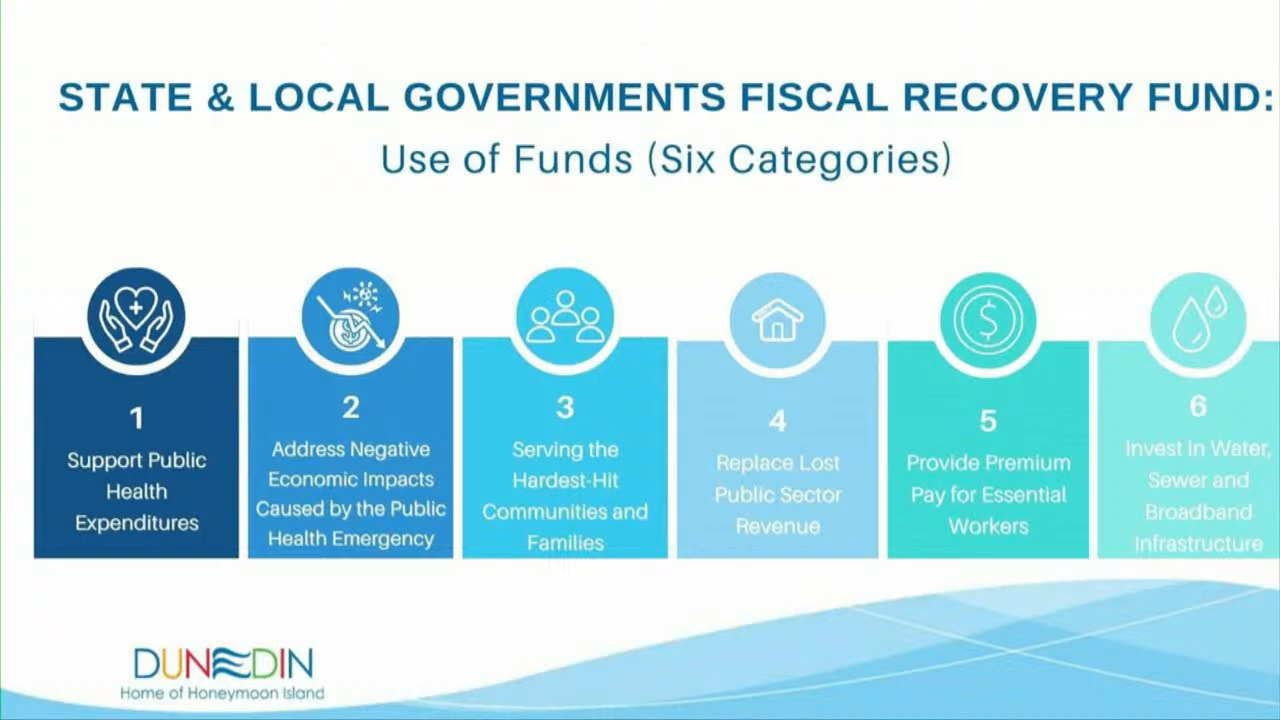 STATE & LOCAL GOVERNMENTS FISCAL RECOVERY FUND:
Use of Funds (Six Categories)
1
Support Public
Health
Expenditures
2
Address Negative
Economic Impacts
Caused by the Public
Health Emergency
3
Serving the
Hardest-Hit
Communities and
Families
4
Replace Lost
Public Sector
Revenue
5
Provide Premium
Pay for Essential
Workers
6
Invest in Water,
Sewer and
Broadband
Infrastructure
DUNEDIN
Home of Honeymoon Island